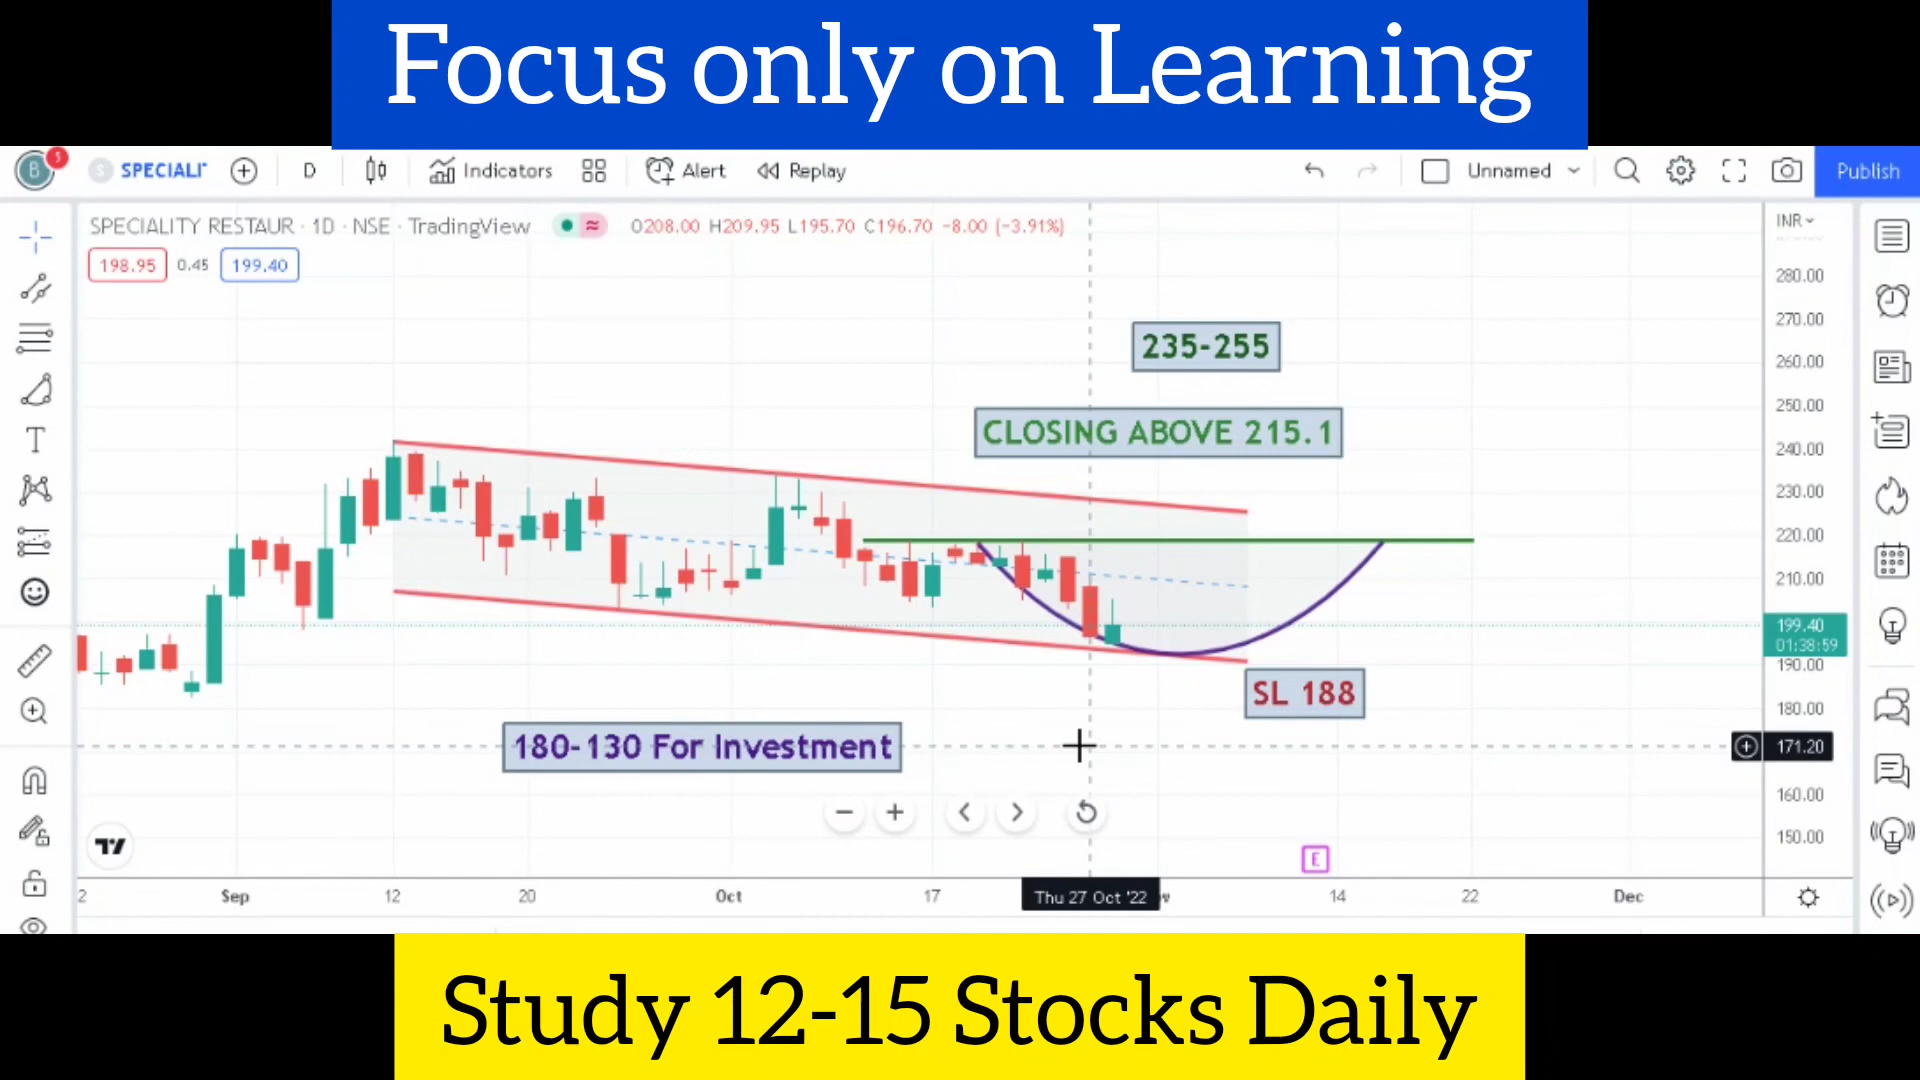 Focus only on Learning
B 5 S SPECIALI D Indicators Alert Replay Unnamed Publish
SPECIALITY RESTAUR · 1D · NSE · TradingView O208.00 H209.95 L195.70 C196.70 -8.00 (-3.91%) INR
198.95 0.45 199.40
280.00
270.00
235-255
260.00
250.00
CLOSING ABOVE 215.1
240.00
230.00
220.00
210.00
199.40
01:38:59
190.00
SL 188
180.00
180-130 For Investment
171.20
160.00
150.00
E
2 Sep 12 20 Oct 17 Thu 27 Oct '22 14 22 Dec
Study 12-15 Stocks Daily